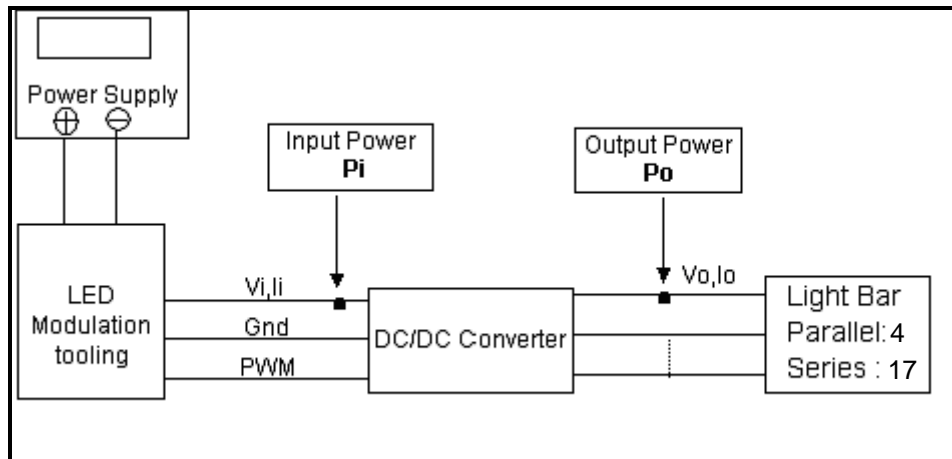 Power Supply
Input Power
Pi
Output Power
Po
LED
Modulation
tooling
Vi,Ii
Gnd
PWM
DC/DC Converter
Vo,Io
Light Bar
Parallel: 4
Series : 17